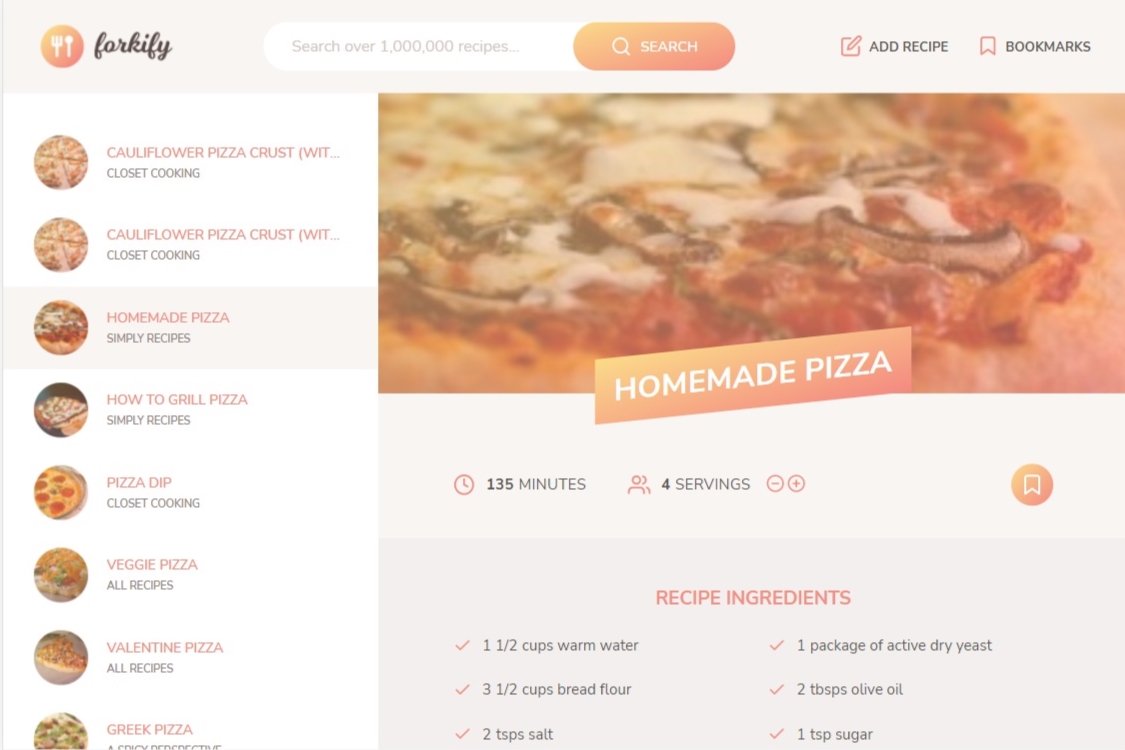 forkify
Search over 1,000,000 recipes...
SEARCH
ADD RECIPE
BOOKMARKS
CAULIFLOWER PIZZA CRUST (WIT...
CLOSET COOKING
CAULIFLOWER PIZZA CRUST (WIT...
CLOSET COOKING
HOMEMADE PIZZA
SIMPLY RECIPES
HOW TO GRILL PIZZA
SIMPLY RECIPES
PIZZA DIP
CLOSET COOKING
VEGGIE PIZZA
ALL RECIPES
VALENTINE PIZZA
ALL RECIPES
GREEK PIZZA
A SPICY PERSPECTIVE
HOMEMADE PIZZA
135 MINUTES
4 SERVINGS
RECIPE INGREDIENTS
1 1/2 cups warm water
1 package of active dry yeast
3 1/2 cups bread flour
2 tbsps olive oil
2 tsps salt
1 tsp sugar